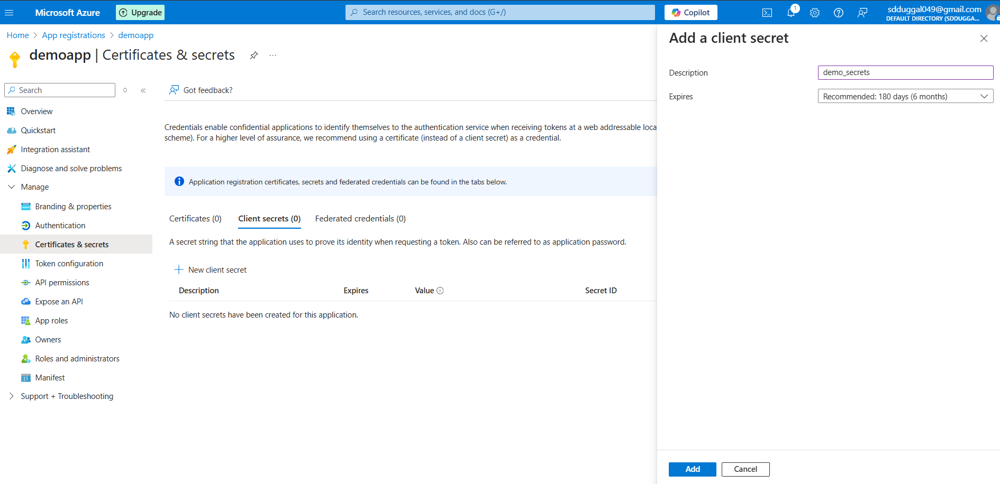 Microsoft Azure
Upgrade
Search resources, services, and docs (G+/)
Copilot
1
sdduggal049@gmail.com
DEFAULT DIRECTORY (SDDUGGA...
Home > App registrations > demoapp
demoapp | Certificates & secrets
...
Search
Overview
Quickstart
Integration assistant
Diagnose and solve problems
Manage
Branding & properties
Authentication
Certificates & secrets
Token configuration
API permissions
Expose an API
App roles
Owners
Roles and administrators
Manifest
Support + Troubleshooting
Got feedback?
Credentials enable confidential applications to identify themselves to the authentication service when receiving tokens at a web addressable loca
scheme). For a higher level of assurance, we recommend using a certificate (instead of a client secret) as a credential.
Application registration certificates, secrets and federated credentials can be found in the tabs below.
Certificates (0) Client secrets (0) Federated credentials (0)
A secret string that the application uses to prove its identity when requesting a token. Also can be referred to as application password.
New client secret
Description Expires Value Secret ID
No client secrets have been created for this application.
Add a client secret
Description demo_secrets
Expires Recommended: 180 days (6 months)
Add Cancel